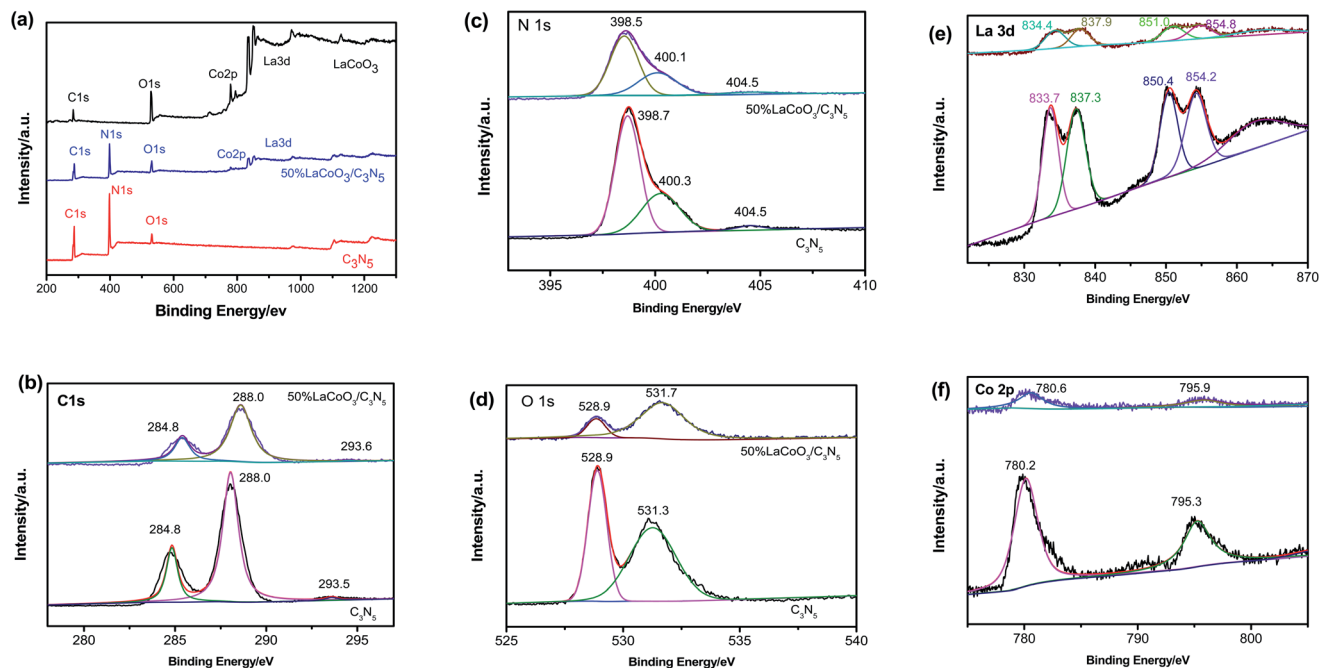 (a)
La3d
LaCoO3
Co2p
O1s
C1s
N1s
C1s
O1s
Co2p
La3d
50%LaCoO3/C3N5
N1s
C1s
O1s
C3N5
Intensity/a.u.
200 400 600 800 1000 1200
Binding Energy/ev
(c)
N 1s
398.5
400.1
404.5
50%LaCoO3/C3N5
398.7
400.3
404.5
C3N5
Intensity/a.u.
395 400 405 410
Binding Energy/eV
(e)
La 3d
834.4 837.9 851.0 854.8
833.7 837.3 850.4 854.2
Intensity/a.u.
830 840 850 860 870
Binding Energy/eV
(b)
C1s
288.0
50%LaCoO3/C3N5
284.8
293.6
288.0
284.8
293.5
C3N5
Intensity/a.u.
280 285 290 295
Binding Energy/eV
(d)
O 1s
528.9
531.7
50%LaCoO3/C3N5
528.9
531.3
Intensity/a.u.
525 530 535 540
Binding Energy/eV
(f)
Co 2p
780.6
795.9
780.2
795.3
Intensity/a.u.
780 790 800
Binding Energy/eV